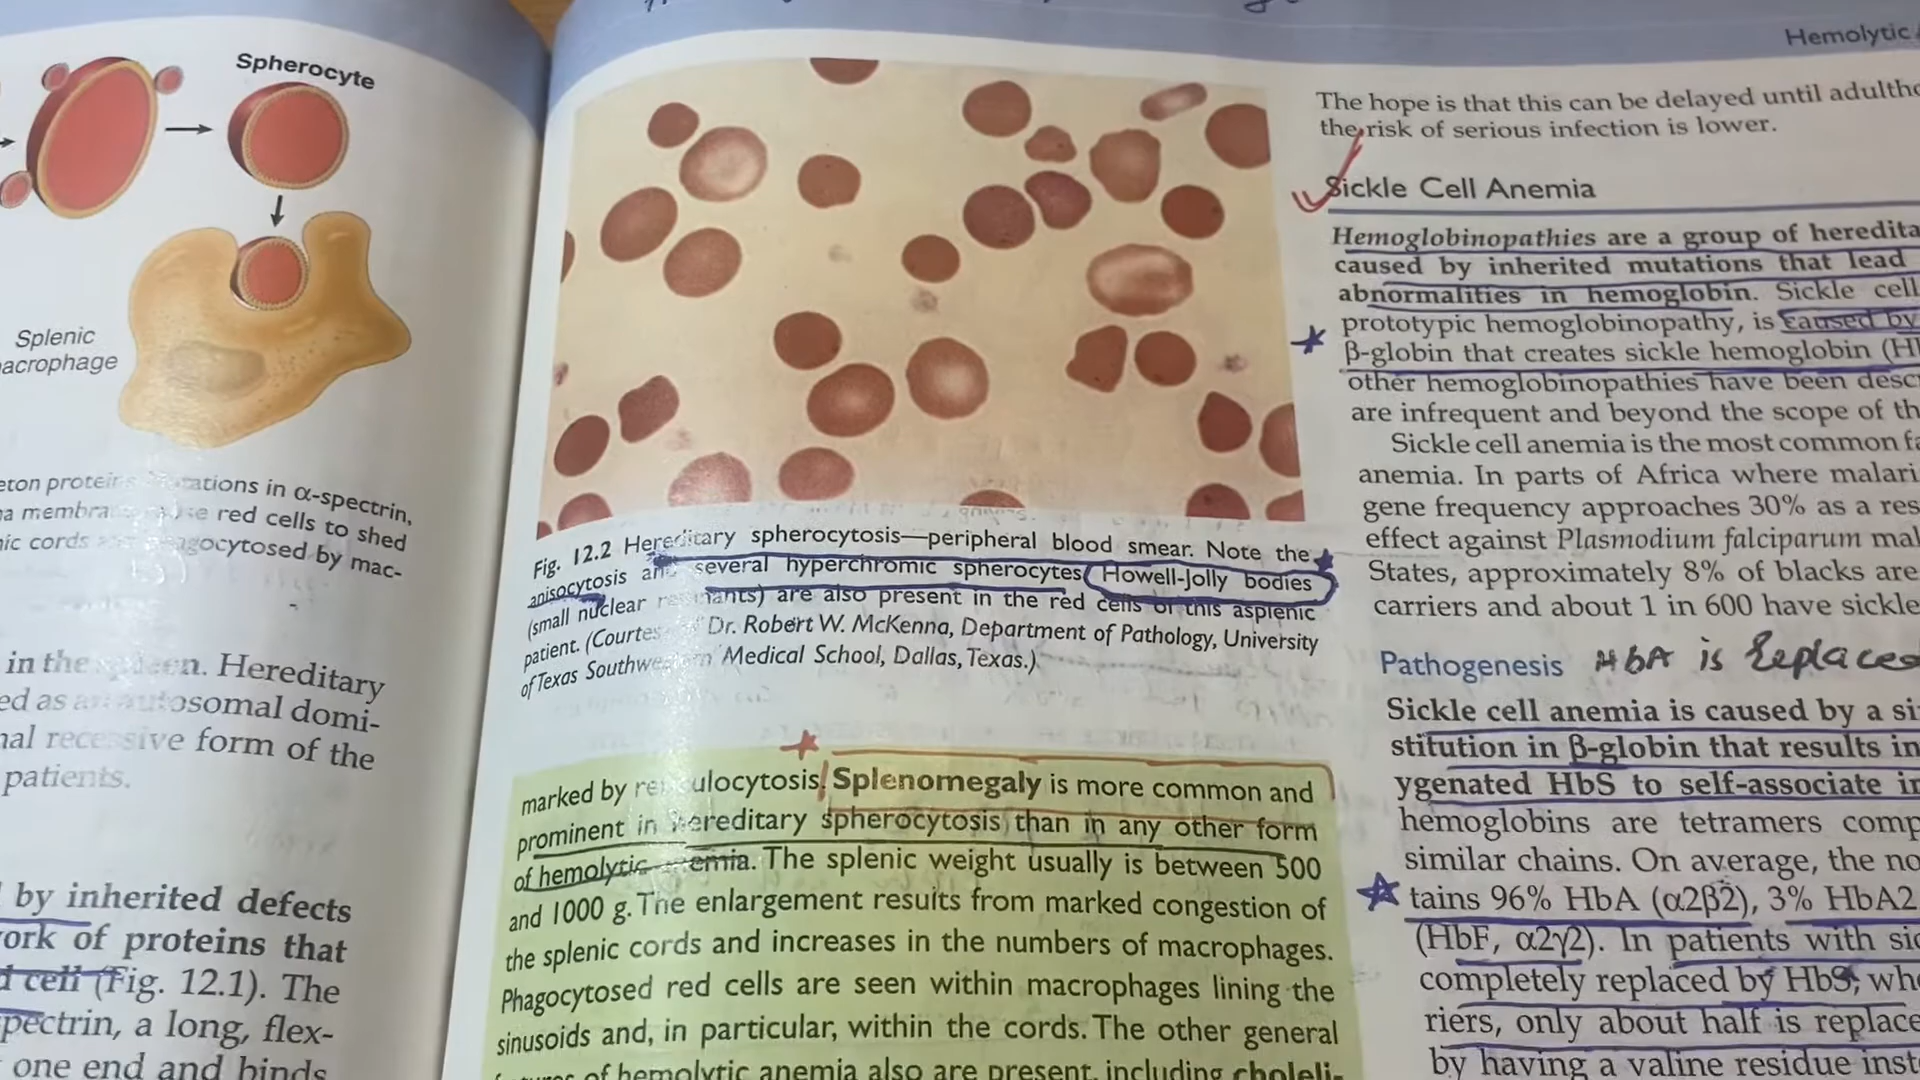 Spherocyte
Splenic
acrophage
eton protein ations in α-spectrin,
a membra e red cells to shed
nic cords agocytosed by mac-
in the spleen. Hereditary
ed as autosomal domi-
nal recessive form of the
patients.
by inherited defects
ork of proteins that
d cell (Fig. 12.1). The
pectrin, a long, flex-
one end and binds
Fig. 12.2 Hereditary spherocytosis—peripheral blood smear. Note the
anisocytosis and several hyperchromic spherocytes. Howell-Jolly bodies
(small nuclear remnants) are also present in the red cells of this asplenic
patient. (Courtesy of Dr. Robert W. McKenna, Department of Pathology, University
of Texas Southwestern Medical School, Dallas, Texas.)
marked by reticulocytosis. Splenomegaly is more common and
prominent in hereditary spherocytosis than in any other form
of hemolytic anemia. The splenic weight usually is between 500
and 1000 g. The enlargement results from marked congestion of
the splenic cords and increases in the numbers of macrophages.
Phagocytosed red cells are seen within macrophages lining the
sinusoids and, in particular, within the cords. The other general
of hemolytic anemia also are present, including choleli-
Hemolytic
The hope is that this can be delayed until adultho
the risk of serious infection is lower.
Sickle Cell Anemia
Hemoglobinopathies are a group of heredita
caused by inherited mutations that lead
abnormalities in hemoglobin. Sickle cell
prototypic hemoglobinopathy, is caused by
β-globin that creates sickle hemoglobin (H
other hemoglobinopathies have been desc
are infrequent and beyond the scope of th
Sickle cell anemia is the most common fa
anemia. In parts of Africa where malari
gene frequency approaches 30% as a res
effect against Plasmodium falciparum mal
States, approximately 8% of blacks are
carriers and about 1 in 600 have sickle
Pathogenesis HbA is Replaced
Sickle cell anemia is caused by a si
stitution in β-globin that results in
ygenated HbS to self-associate in
hemoglobins are tetramers comp
similar chains. On average, the no
tains 96% HbA (α2β2), 3% HbA2
(HbF, α2γ2). In patients with sic
completely replaced by HbS, whe
riers, only about half is replace
by having a valine residue inste